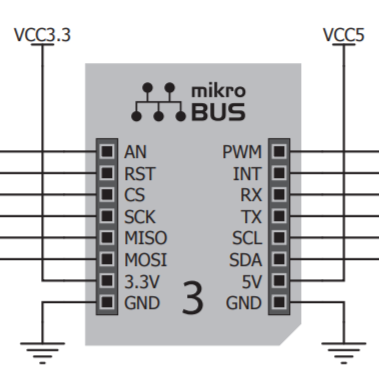 VCC3.3 VCC5
mikro
BUS
AN PWM
RST INT
CS RX
SCK TX
MISO SCL
MOSI SDA
3.3V 5V
GND 3 GND